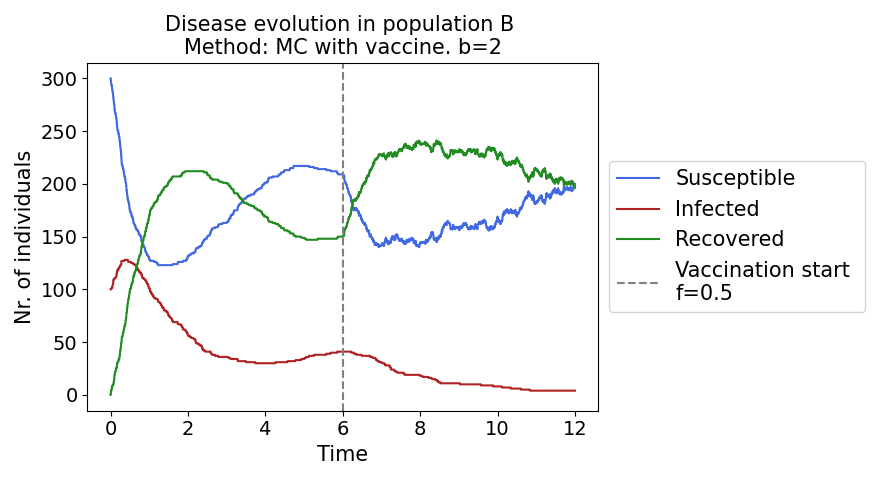 Disease evolution in population B
Method: MC with vaccine. b=2
Nr. of individuals
300
250
200
150
100
50
0
0 2 4 6 8 10 12
Time
Susceptible
Infected
Recovered
Vaccination start
f=0.5